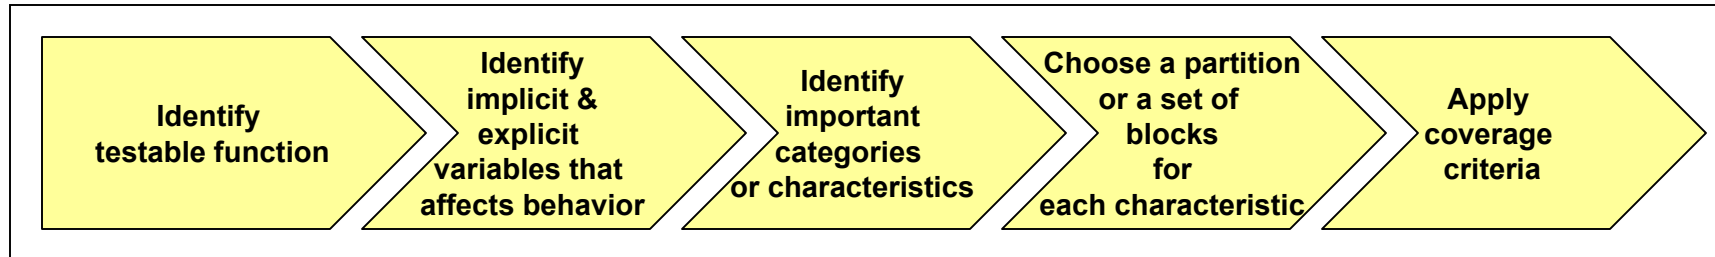 Identify
testable function
Identify
implicit &
explicit
variables that
affects behavior
Identify
important
categories
or characteristics
Choose a partition
or a set of
blocks
for
each characteristic
Apply
coverage
criteria